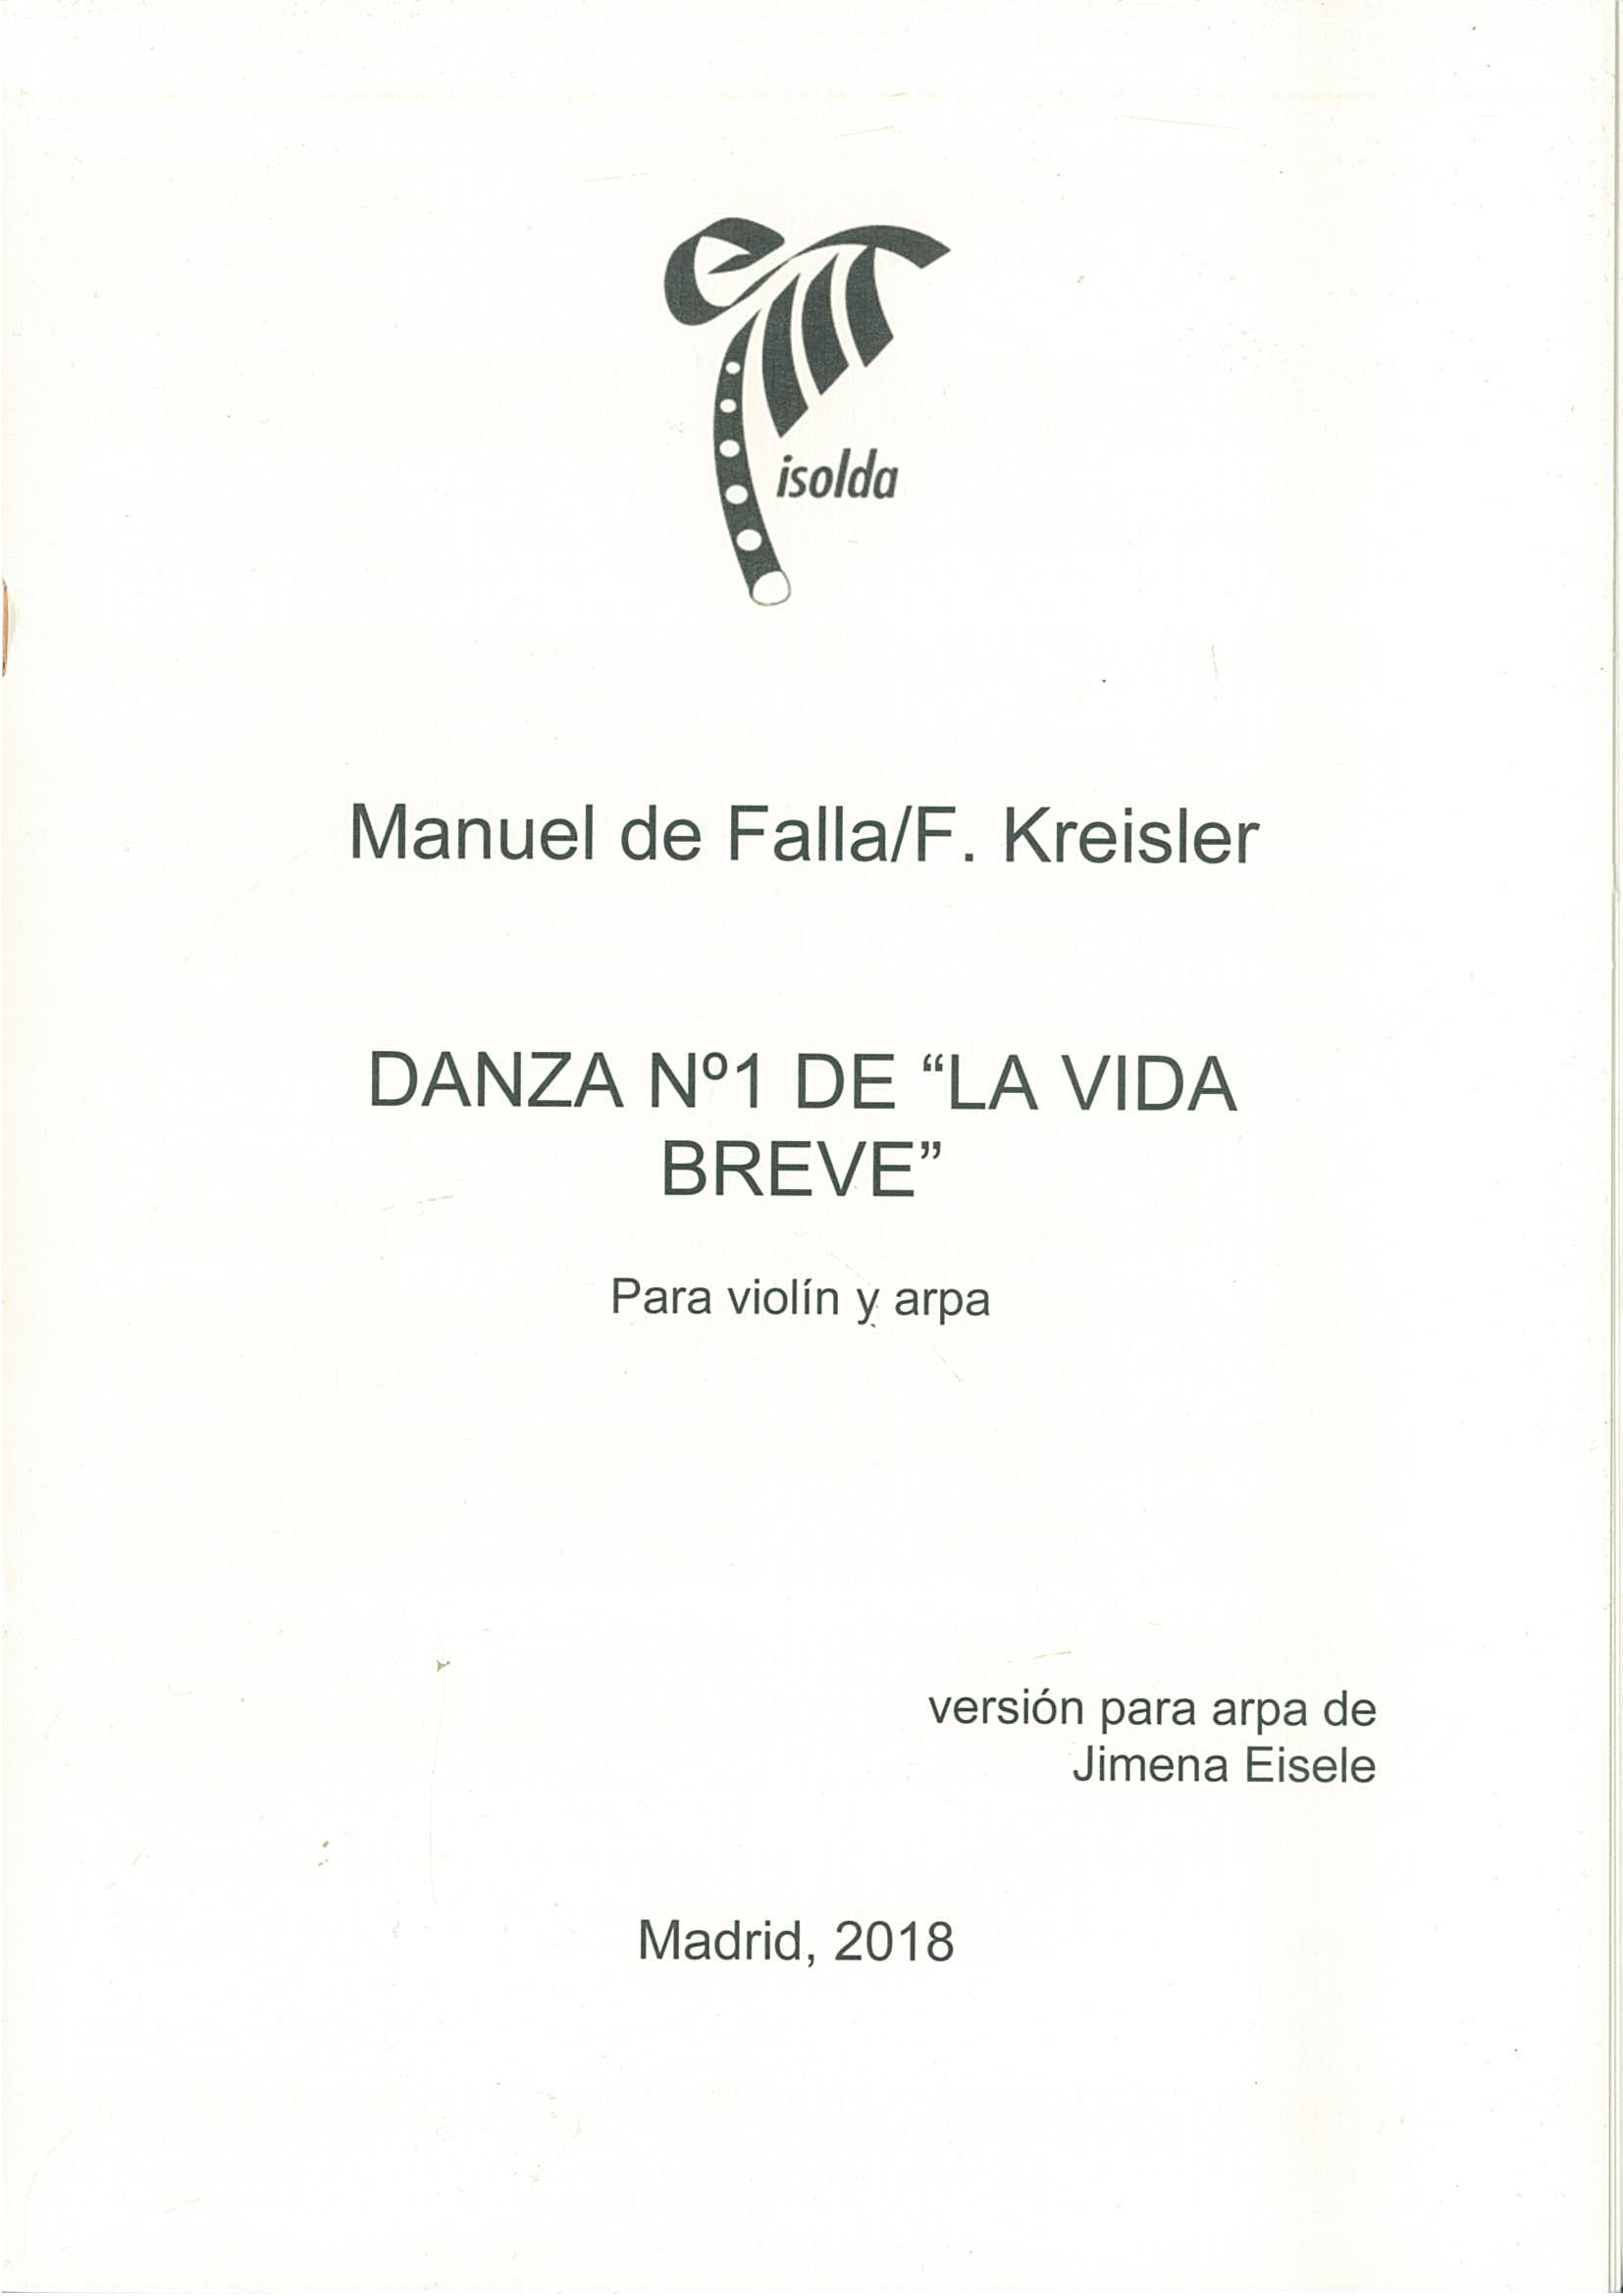 isolda
Manuel de Falla/F. Kreisler
DANZA Nº1 DE “LA VIDA
BREVE”
Para violín y arpa
versión para arpa de
Jimena Eisele
Madrid, 2018